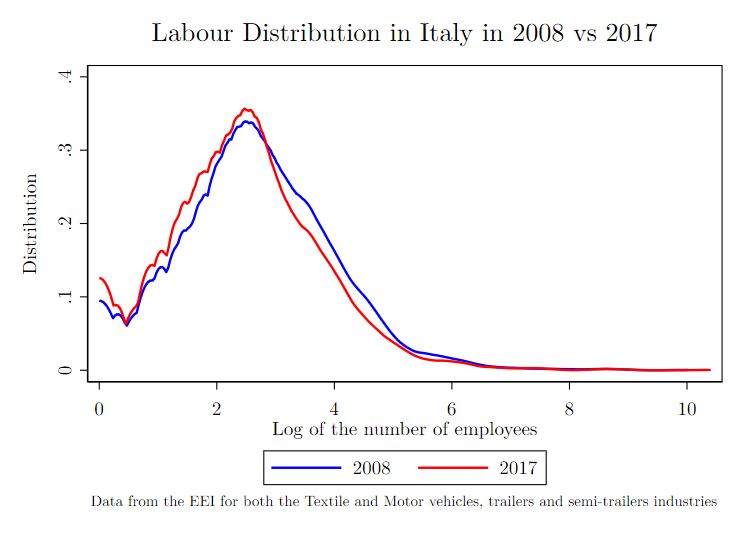 Labour Distribution in Italy in 2008 vs 2017
Distribution
.4
.3
.2
.1
0
0 2 4 6 8 10
Log of the number of employees
2008 2017
Data from the EEI for both the Textile and Motor vehicles, trailers and semi-trailers industries